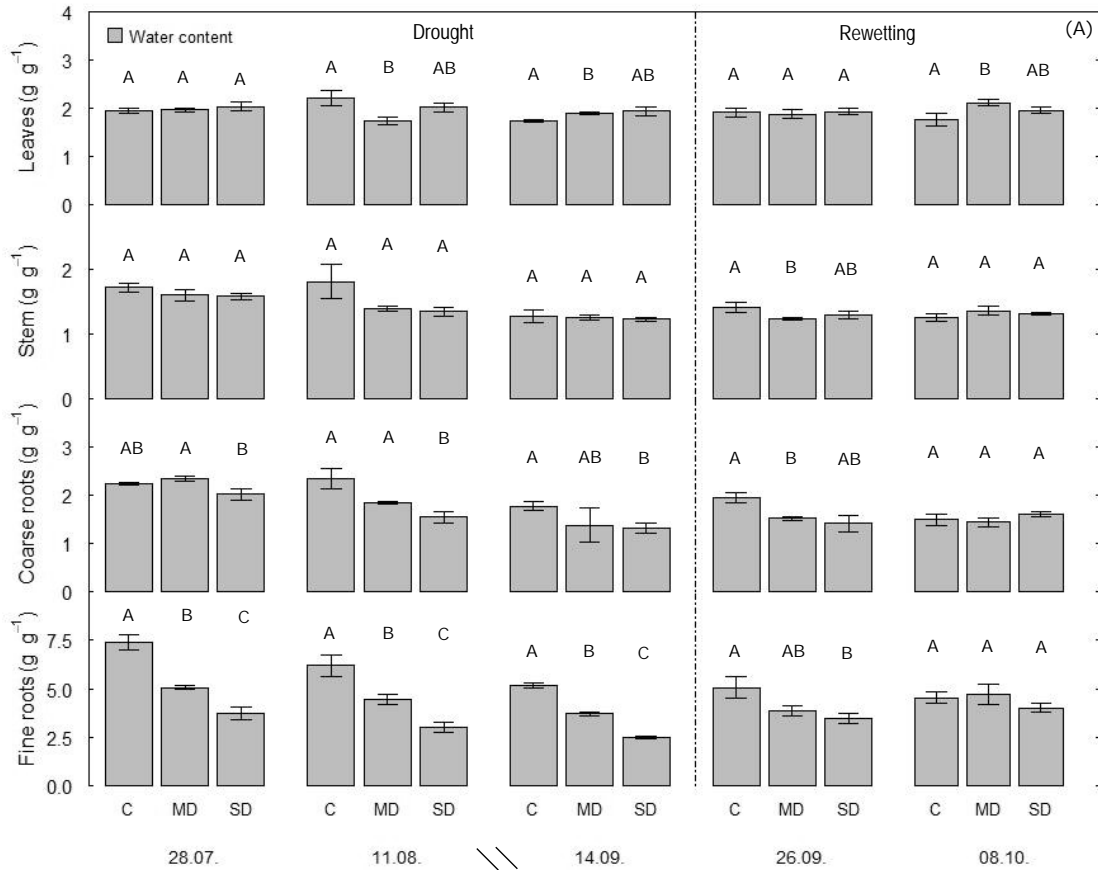 4
Water content
Drought
Rewetting
(A)
3
A A A A B AB A B AB A A A A B AB
2
1
0
Leaves (g g⁻¹)
A A A A A A A A A A B AB A A A
2
1
0
Stem (g g⁻¹)
3
AB A B A A B A AB B A B AB A A A
2
1
0
Coarse roots (g g⁻¹)
A B C A B C A B C A AB B A A A
7.5
5.0
2.5
0.0
Fine roots (g g⁻¹)
C MD SD C MD SD C MD SD C MD SD C MD SD
28.07. 11.08. \\ 14.09. 26.09. 08.10.